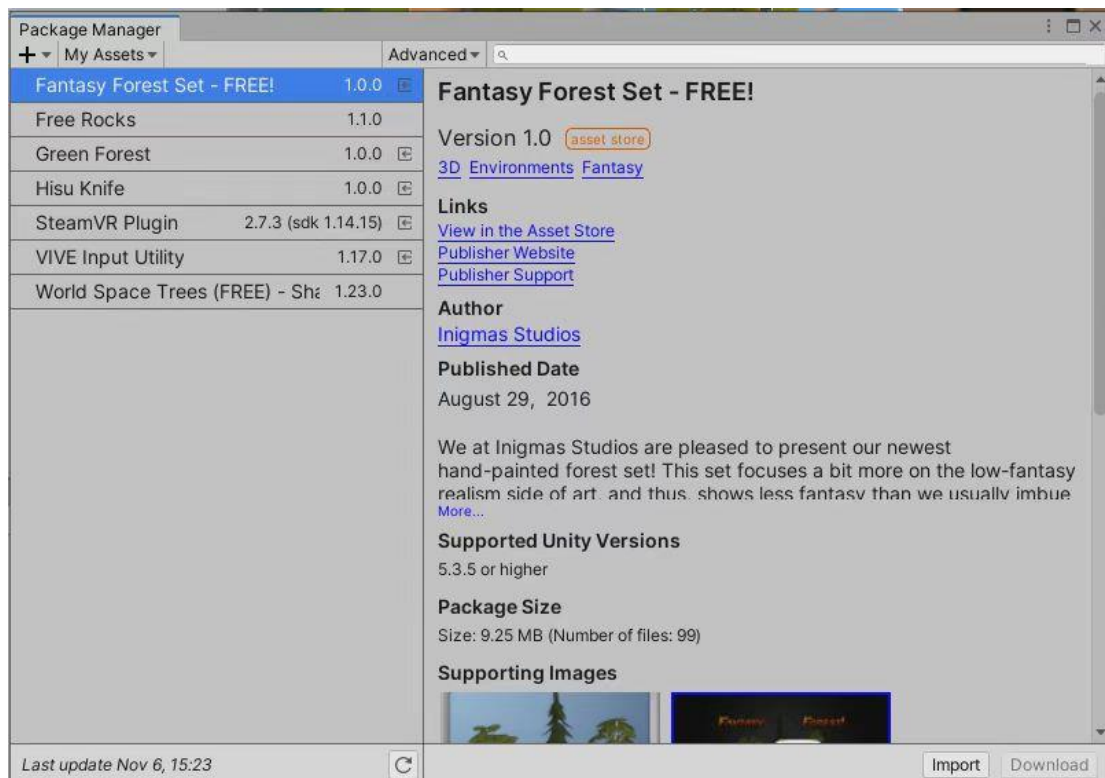 Package Manager
My Assets
Advanced
Fantasy Forest Set - FREE! 1.0.0
Free Rocks 1.1.0
Green Forest 1.0.0
Hisu Knife 1.0.0
SteamVR Plugin 2.7.3 (sdk 1.14.15)
VIVE Input Utility 1.17.0
World Space Trees (FREE) - Sha 1.23.0
Last update Nov 6, 15:23
Fantasy Forest Set - FREE!
Version 1.0 asset store
3D Environments Fantasy
Links
View in the Asset Store
Publisher Website
Publisher Support
Author
Inigmas Studios
Published Date
August 29, 2016
We at Inigmas Studios are pleased to present our newest
hand-painted forest set! This set focuses a bit more on the low-fantasy
realism side of art, and thus, shows less fantasy than we usually imbue
More...
Supported Unity Versions
5.3.5 or higher
Package Size
Size: 9.25 MB (Number of files: 99)
Supporting Images
Fantasy Forest!
Import Download